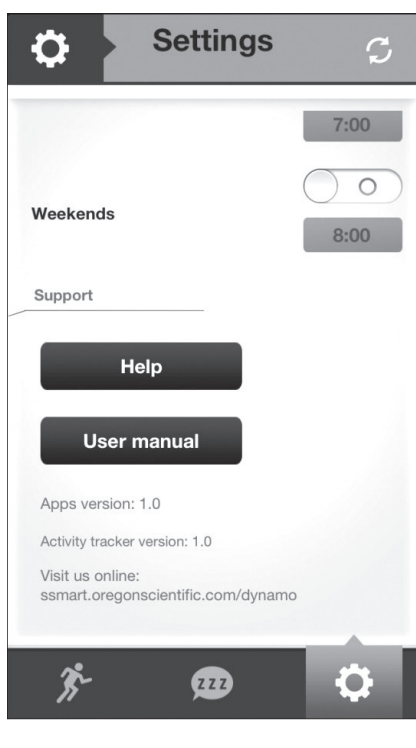 Settings
7:00
Weekends
8:00
Support
Help
User manual
Apps version: 1.0
Activity tracker version: 1.0
Visit us online:
ssmart.oregonscientific.com/dynamo
zzz